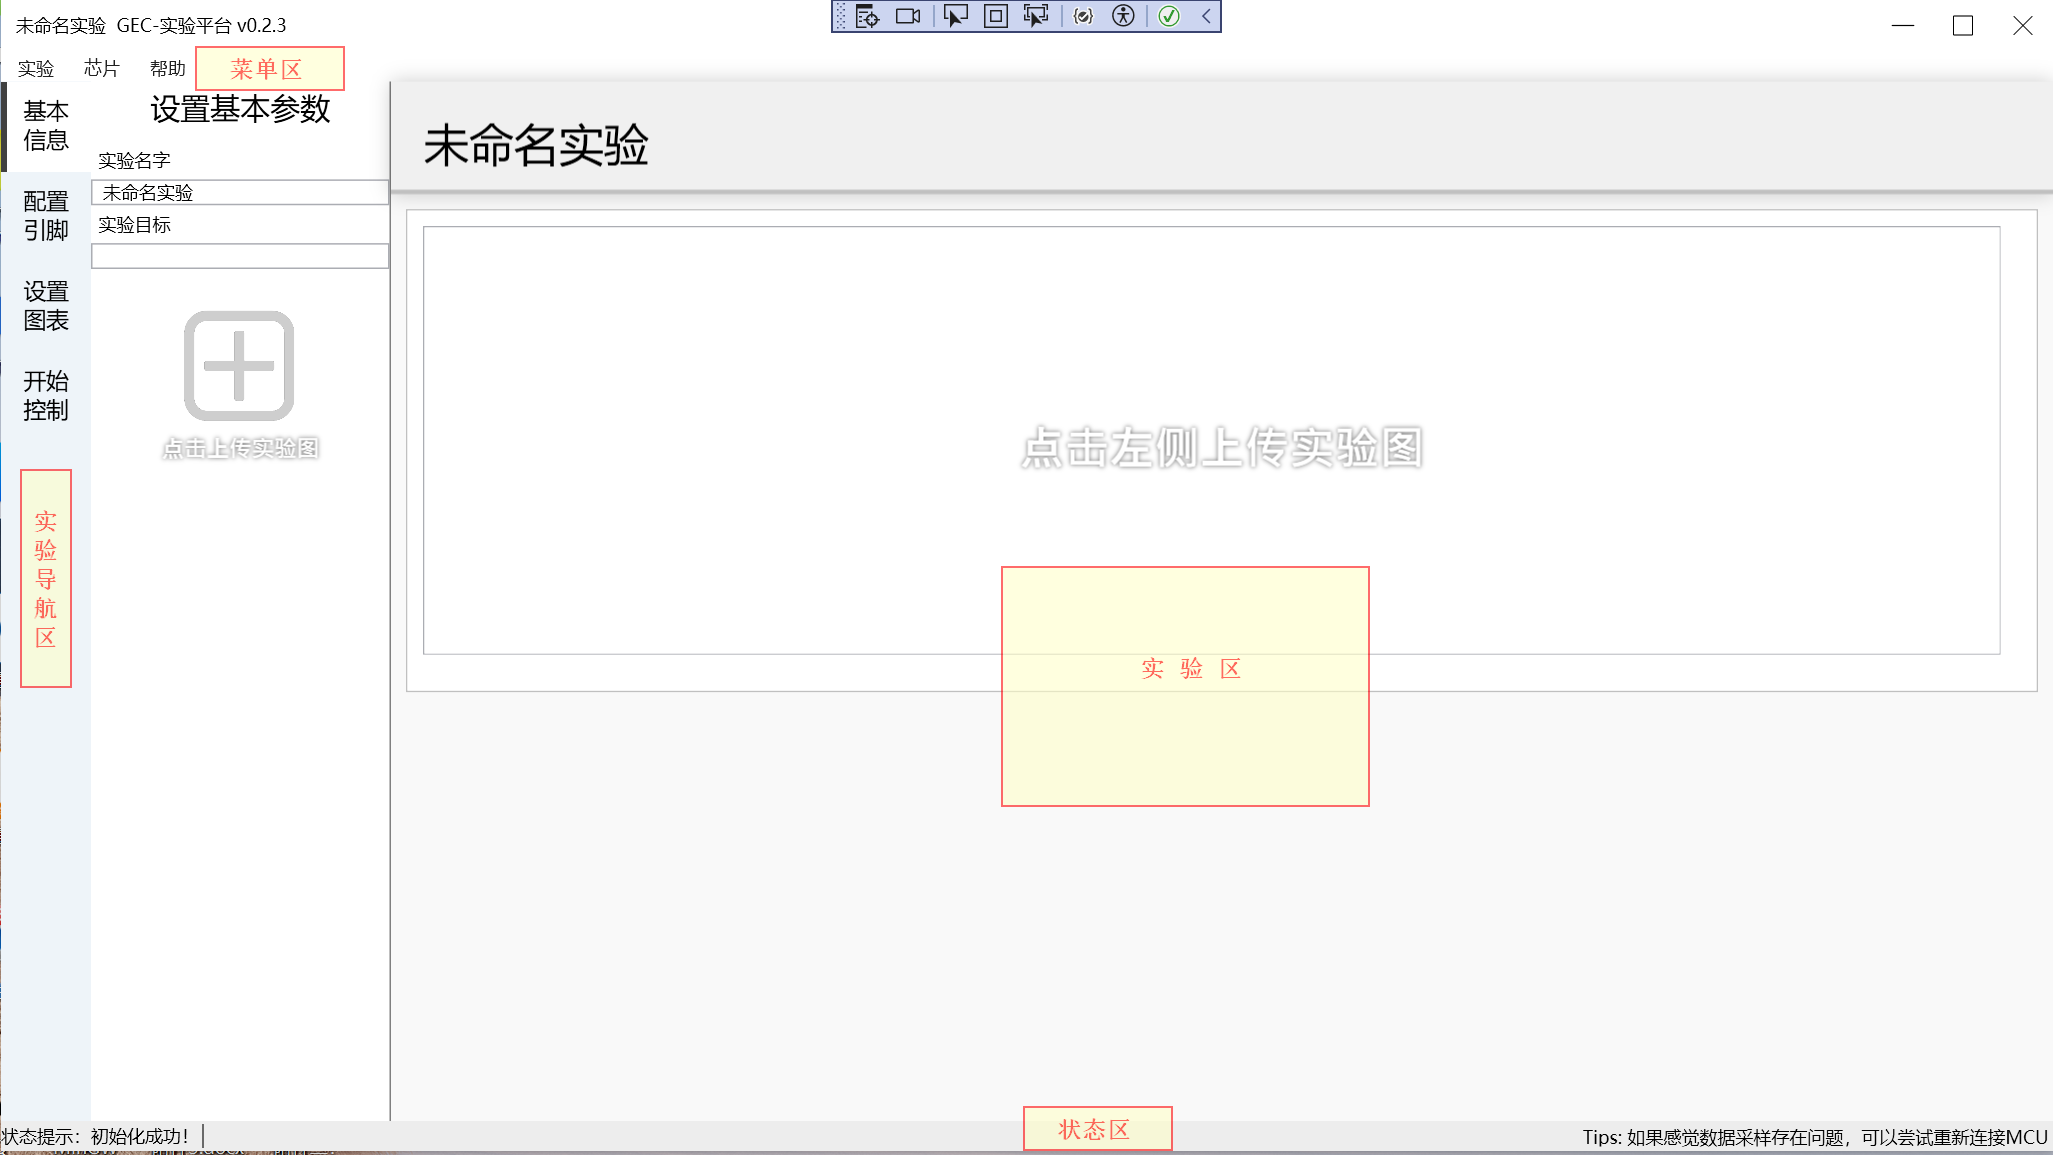 未命名实验 GEC-实验平台 v0.2.3
实验 芯片 帮助 菜单区
基本
信息
配置
引脚
设置
图表
开始
控制
实
验
导
航
区
设置基本参数
实验名字
未命名实验
实验目标
点击上传实验图
未命名实验
点击左侧上传实验图
实 验 区
状态提示：初始化成功！
状态区
Tips: 如果感觉数据采样存在问题，可以尝试重新连接MCU